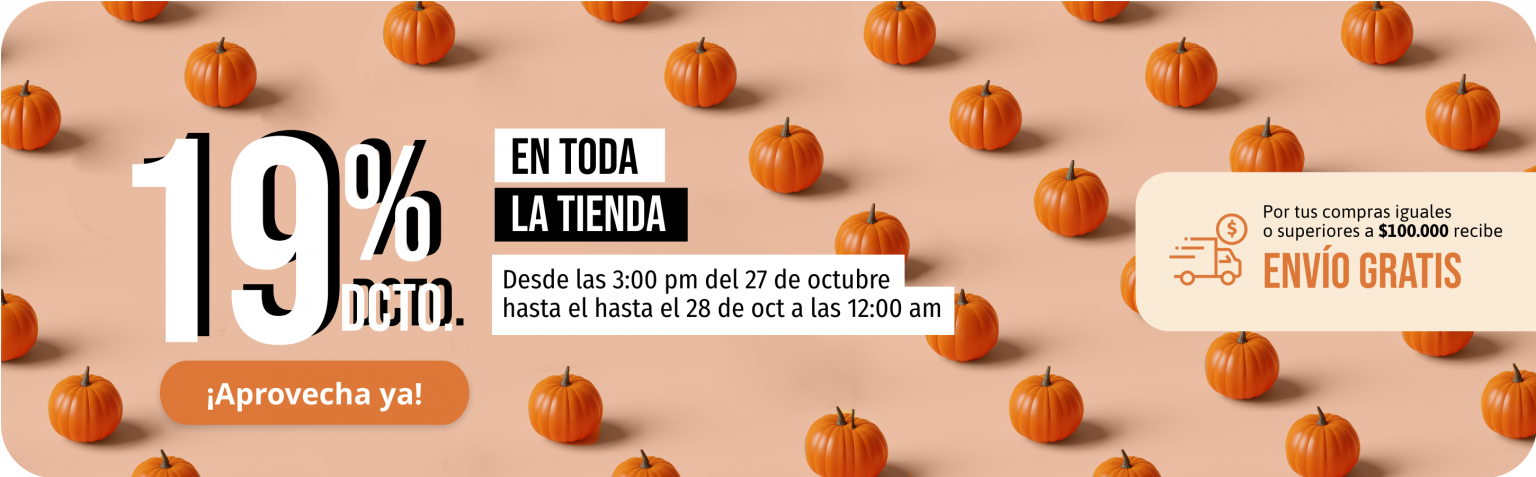 19%
DCTO.
EN TODA
LA TIENDA
Desde las 3:00 pm del 27 de octubre
hasta el hasta el 28 de oct a las 12:00 am
¡Aprovecha ya!
Por tus compras iguales
o superiores a $100.000 recibe
ENVÍO GRATIS
$